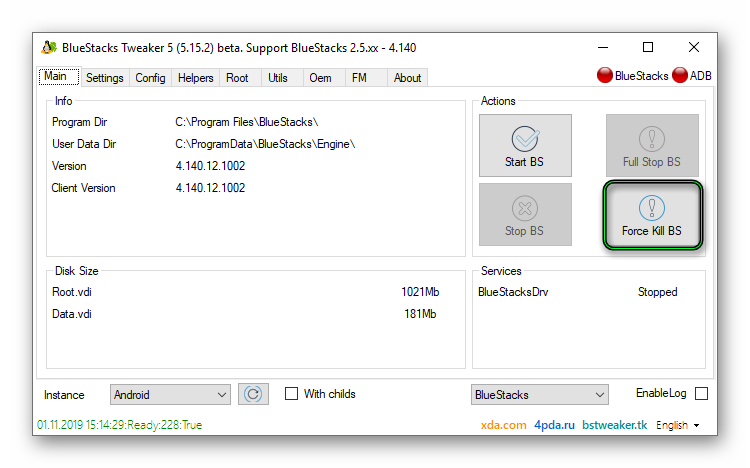 BlueStacks Tweaker 5 (5.15.2) beta. Support BlueStacks 2.5.xx - 4.140
Main Settings Config Helpers Root Utils Oem FM About BlueStacks ADB
Info
Program Dir C:\Program Files\BlueStacks\
User Data Dir C:\ProgramData\BlueStacks\Engine\
Version 4.140.12.1002
Client Version 4.140.12.1002
Actions
Start BS Full Stop BS
Stop BS Force Kill BS
Disk Size
Root.vdi 1021Mb
Data.vdi 181Mb
Services
BlueStacksDrv Stopped
Instance Android With childs BlueStacks EnableLog
01.11.2019 15:14:29:Ready:228:True xda.com 4pda.ru bstweaker.tk English